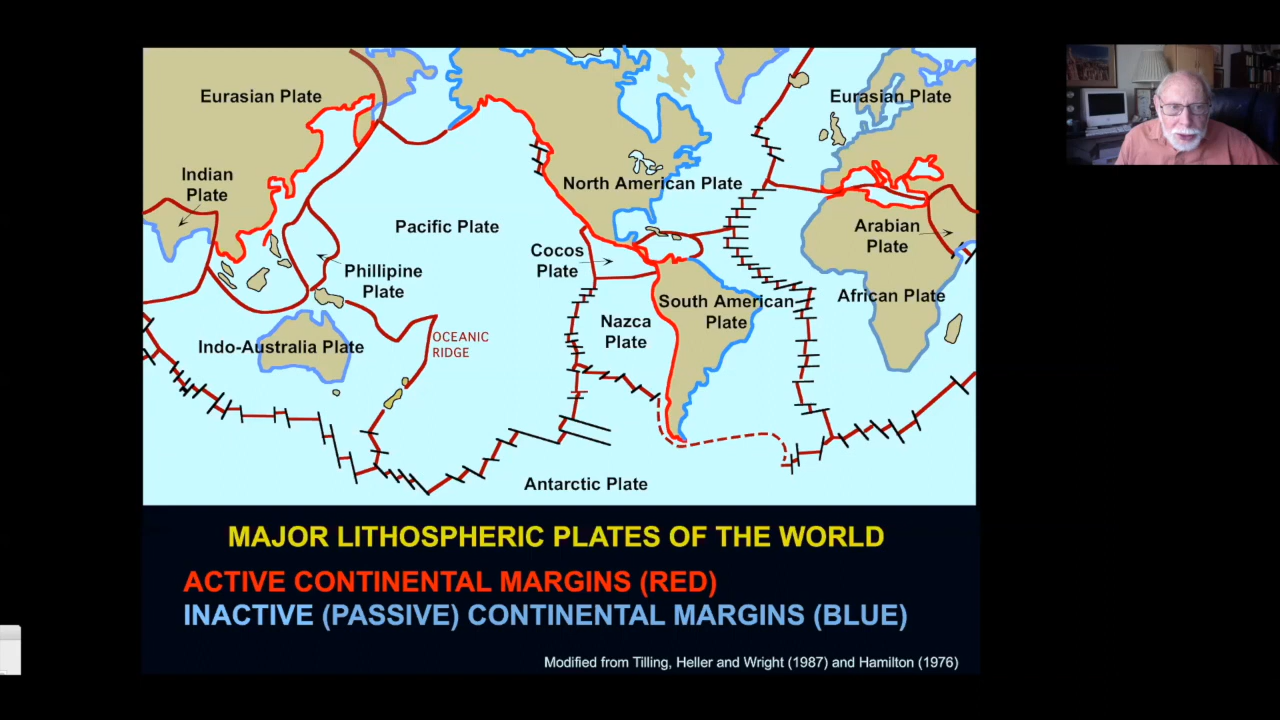 Eurasian Plate
Eurasian Plate
Indian
Plate
North American Plate
Pacific Plate
Arabian
Plate
Cocos
Plate
Phillipine
Plate
African Plate
South American
Plate
Nazca
Plate
Indo-Australia Plate
OCEANIC
RIDGE
Antarctic Plate
MAJOR LITHOSPHERIC PLATES OF THE WORLD
ACTIVE CONTINENTAL MARGINS (RED)
INACTIVE (PASSIVE) CONTINENTAL MARGINS (BLUE)
Modified from Tilling, Heller and Wright (1987) and Hamilton (1976)